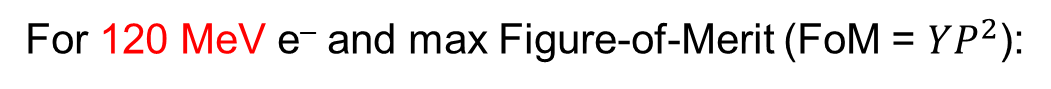 For 120 MeV e⁻ and max Figure-of-Merit (FoM = YP²):